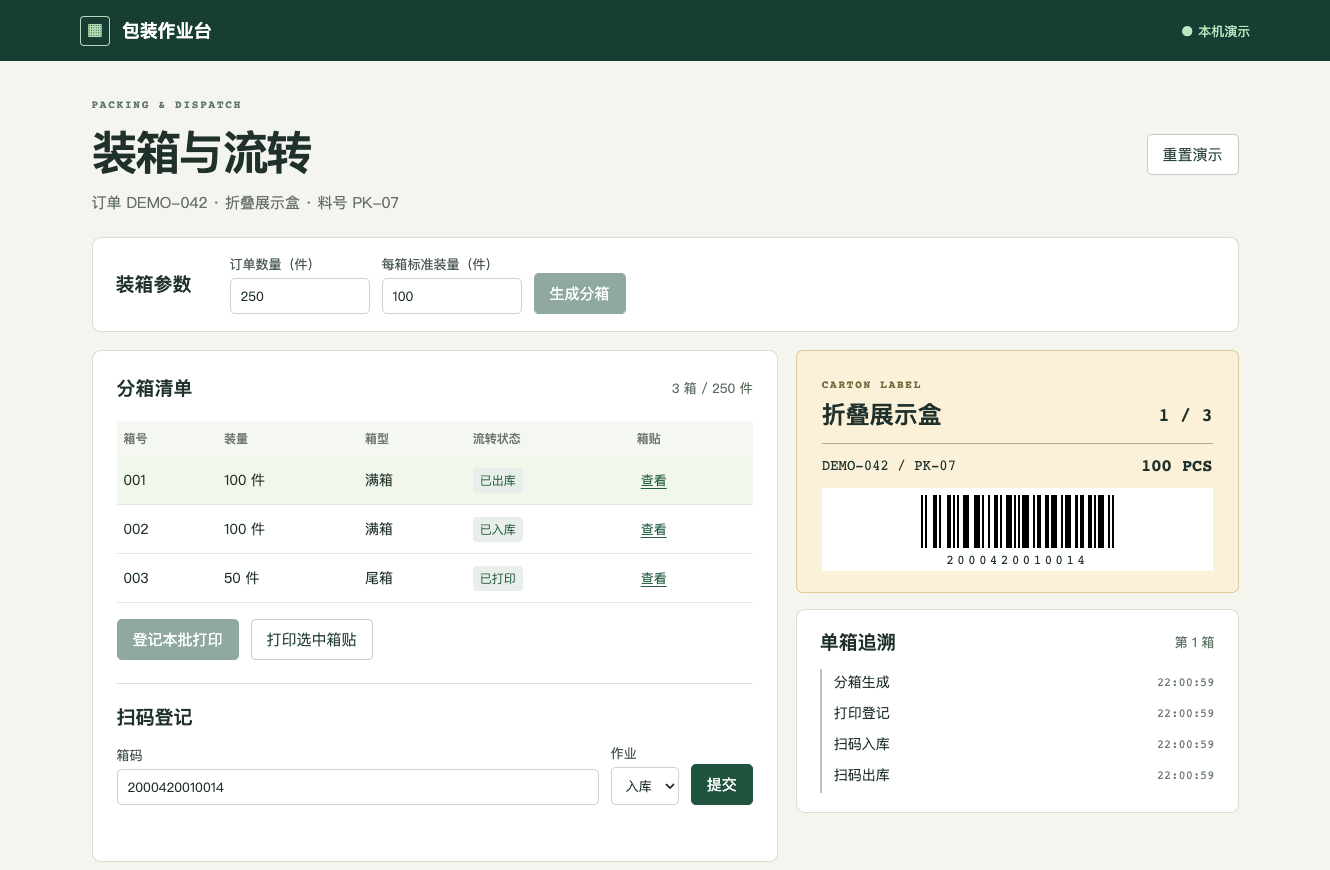 包装作业台
本机演示
PACKING & DISPATCH
装箱与流转
重置演示
订单 DEMO-042 · 折叠展示盒 · 料号 PK-07
装箱参数
订单数量（件）
250
每箱标准装量（件）
100
生成分箱
分箱清单
3 箱 / 250 件
箱号 装量 箱型 流转状态 箱贴
001 100 件 满箱 已出库 查看
002 100 件 满箱 已入库 查看
003 50 件 尾箱 已打印 查看
登记本批打印
打印选中箱贴
扫码登记
箱码
2000420010014
作业
入库
提交
CARTON LABEL
折叠展示盒 1 / 3
DEMO-042 / PK-07 100 PCS
2000420010014
单箱追溯 第 1 箱
分箱生成 22:00:59
打印登记 22:00:59
扫码入库 22:00:59
扫码出库 22:00:59